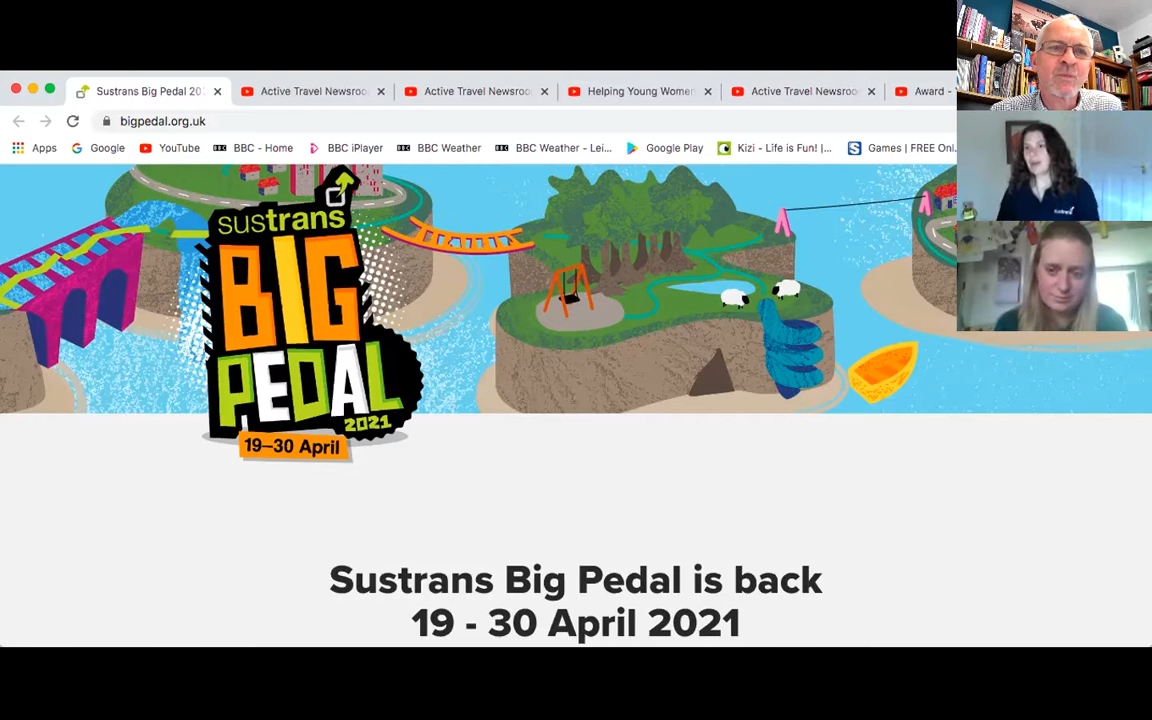 Sustrans Big Pedal 20
Active Travel Newsroo
Active Travel Newsroo
Helping Young Wome
Active Travel Newsroo
Award -
bigpedal.org.uk
Apps
Google
YouTube
BBC - Home
BBC iPlayer
BBC Weather
BBC Weather - Lei...
Google Play
Kizi - Life is Fun! |...
Games | FREE Onl...
sustrans
BIG
PEDAL
2021
19–30 April
Sustrans Big Pedal is back
19 - 30 April 2021